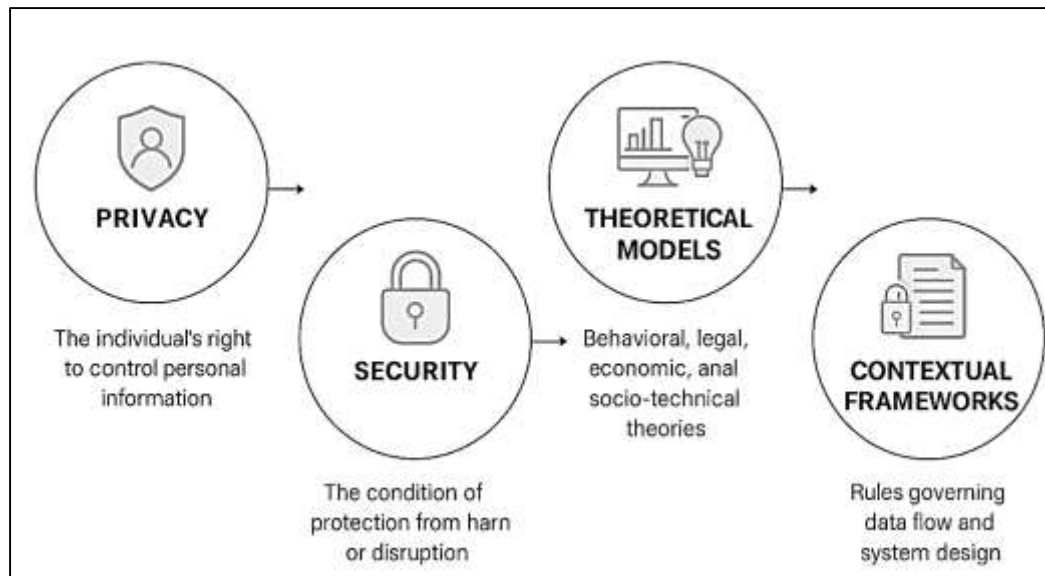 PRIVACY
The individual's right
to control personal
information
SECURITY
The condition of
protection from harn
or disruption
THEORETICAL
MODELS
Behavioral, legal,
economic, anal
socio-technical
theories
CONTEXTUAL
FRAMEWORKS
Rules governing
data flow and
system design